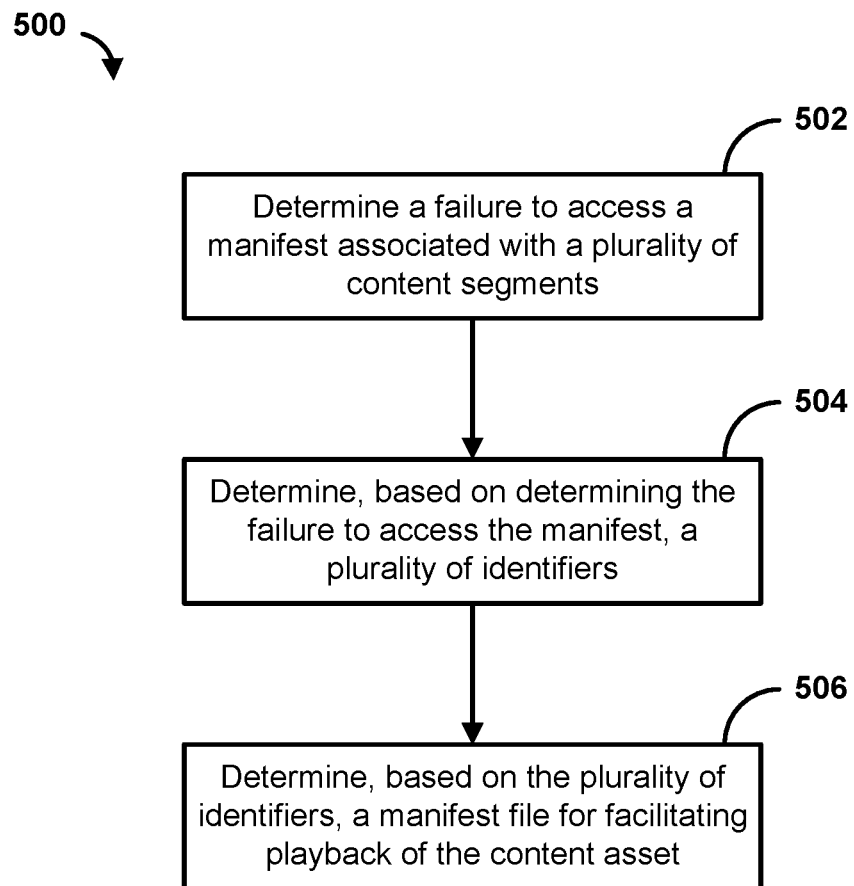 500
502
Determine a failure to access a
manifest associated with a plurality of
content segments
504
Determine, based on determining the
failure to access the manifest, a
plurality of identifiers
506
Determine, based on the plurality of
identifiers, a manifest file for facilitating
playback of the content asset